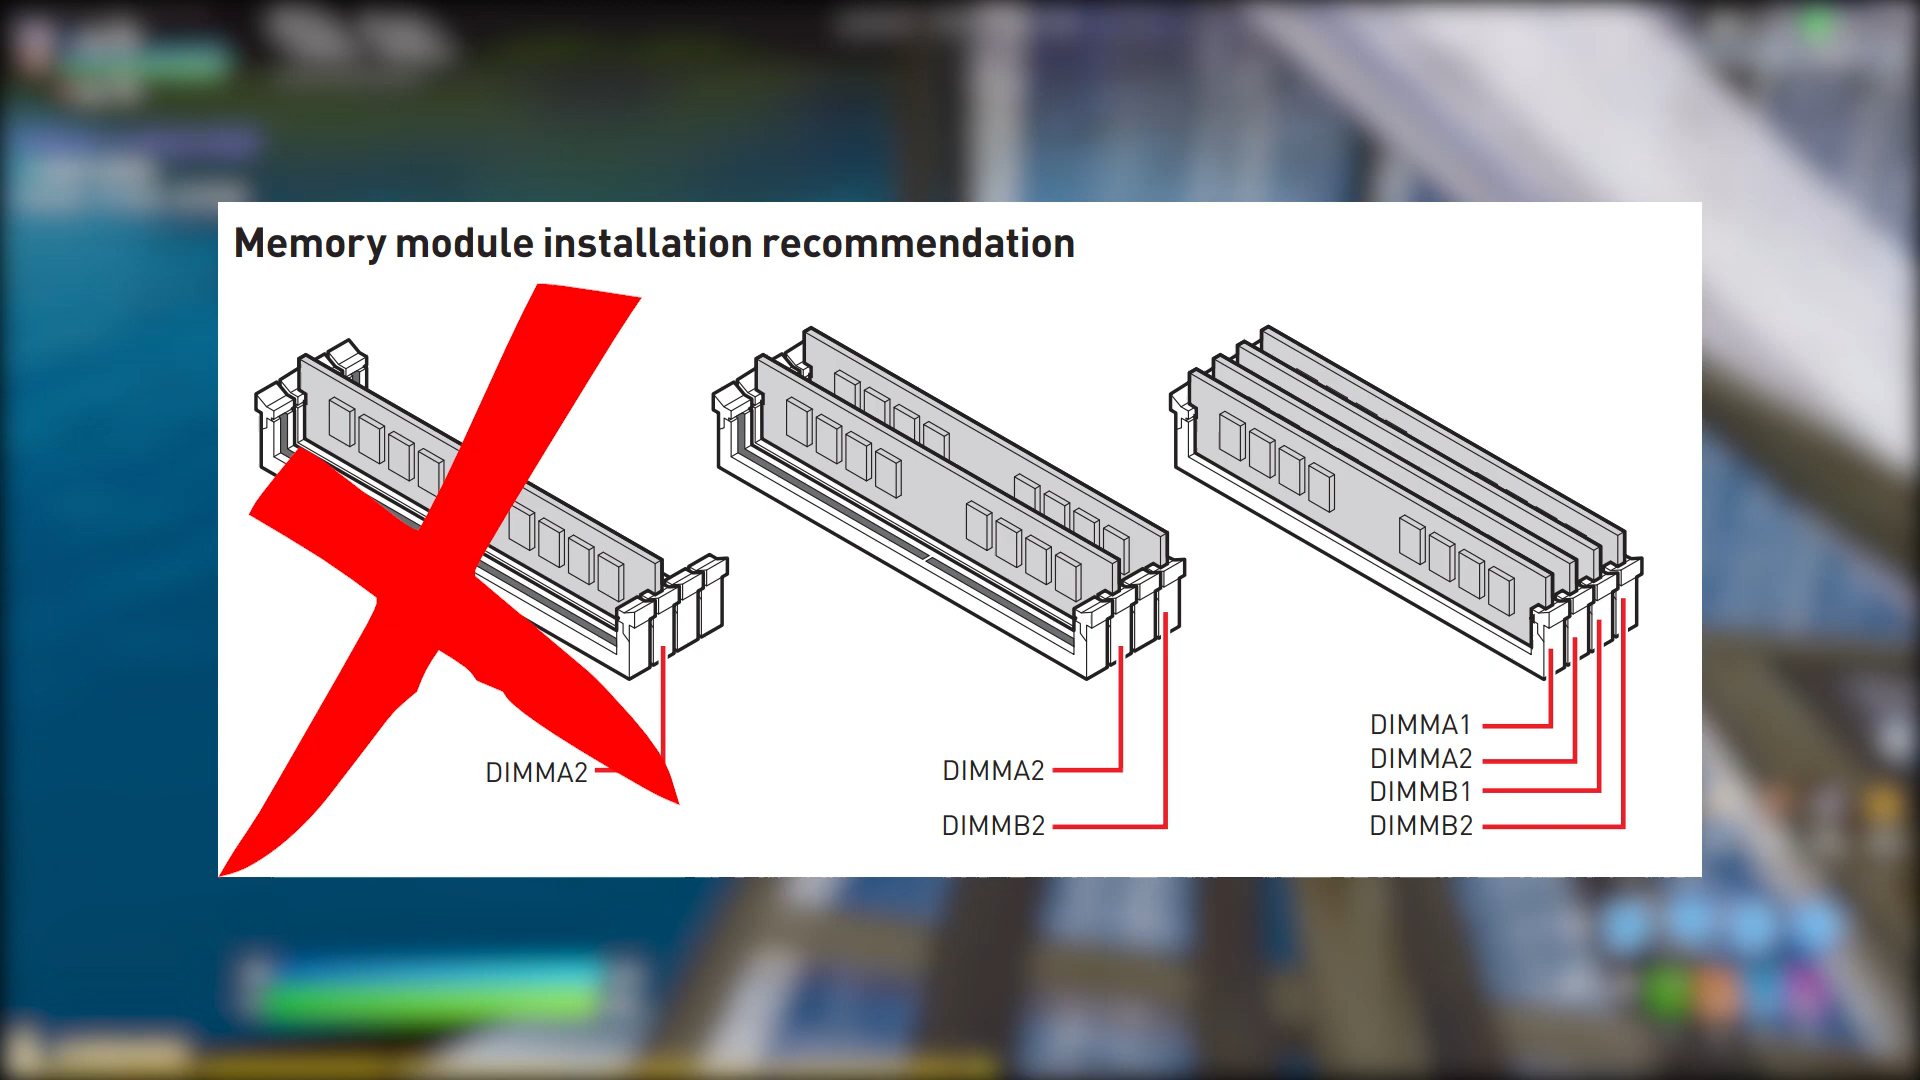 Memory module installation recommendation
DIMMA2
DIMMA2
DIMMB2
DIMMA1
DIMMA2
DIMMB1
DIMMB2